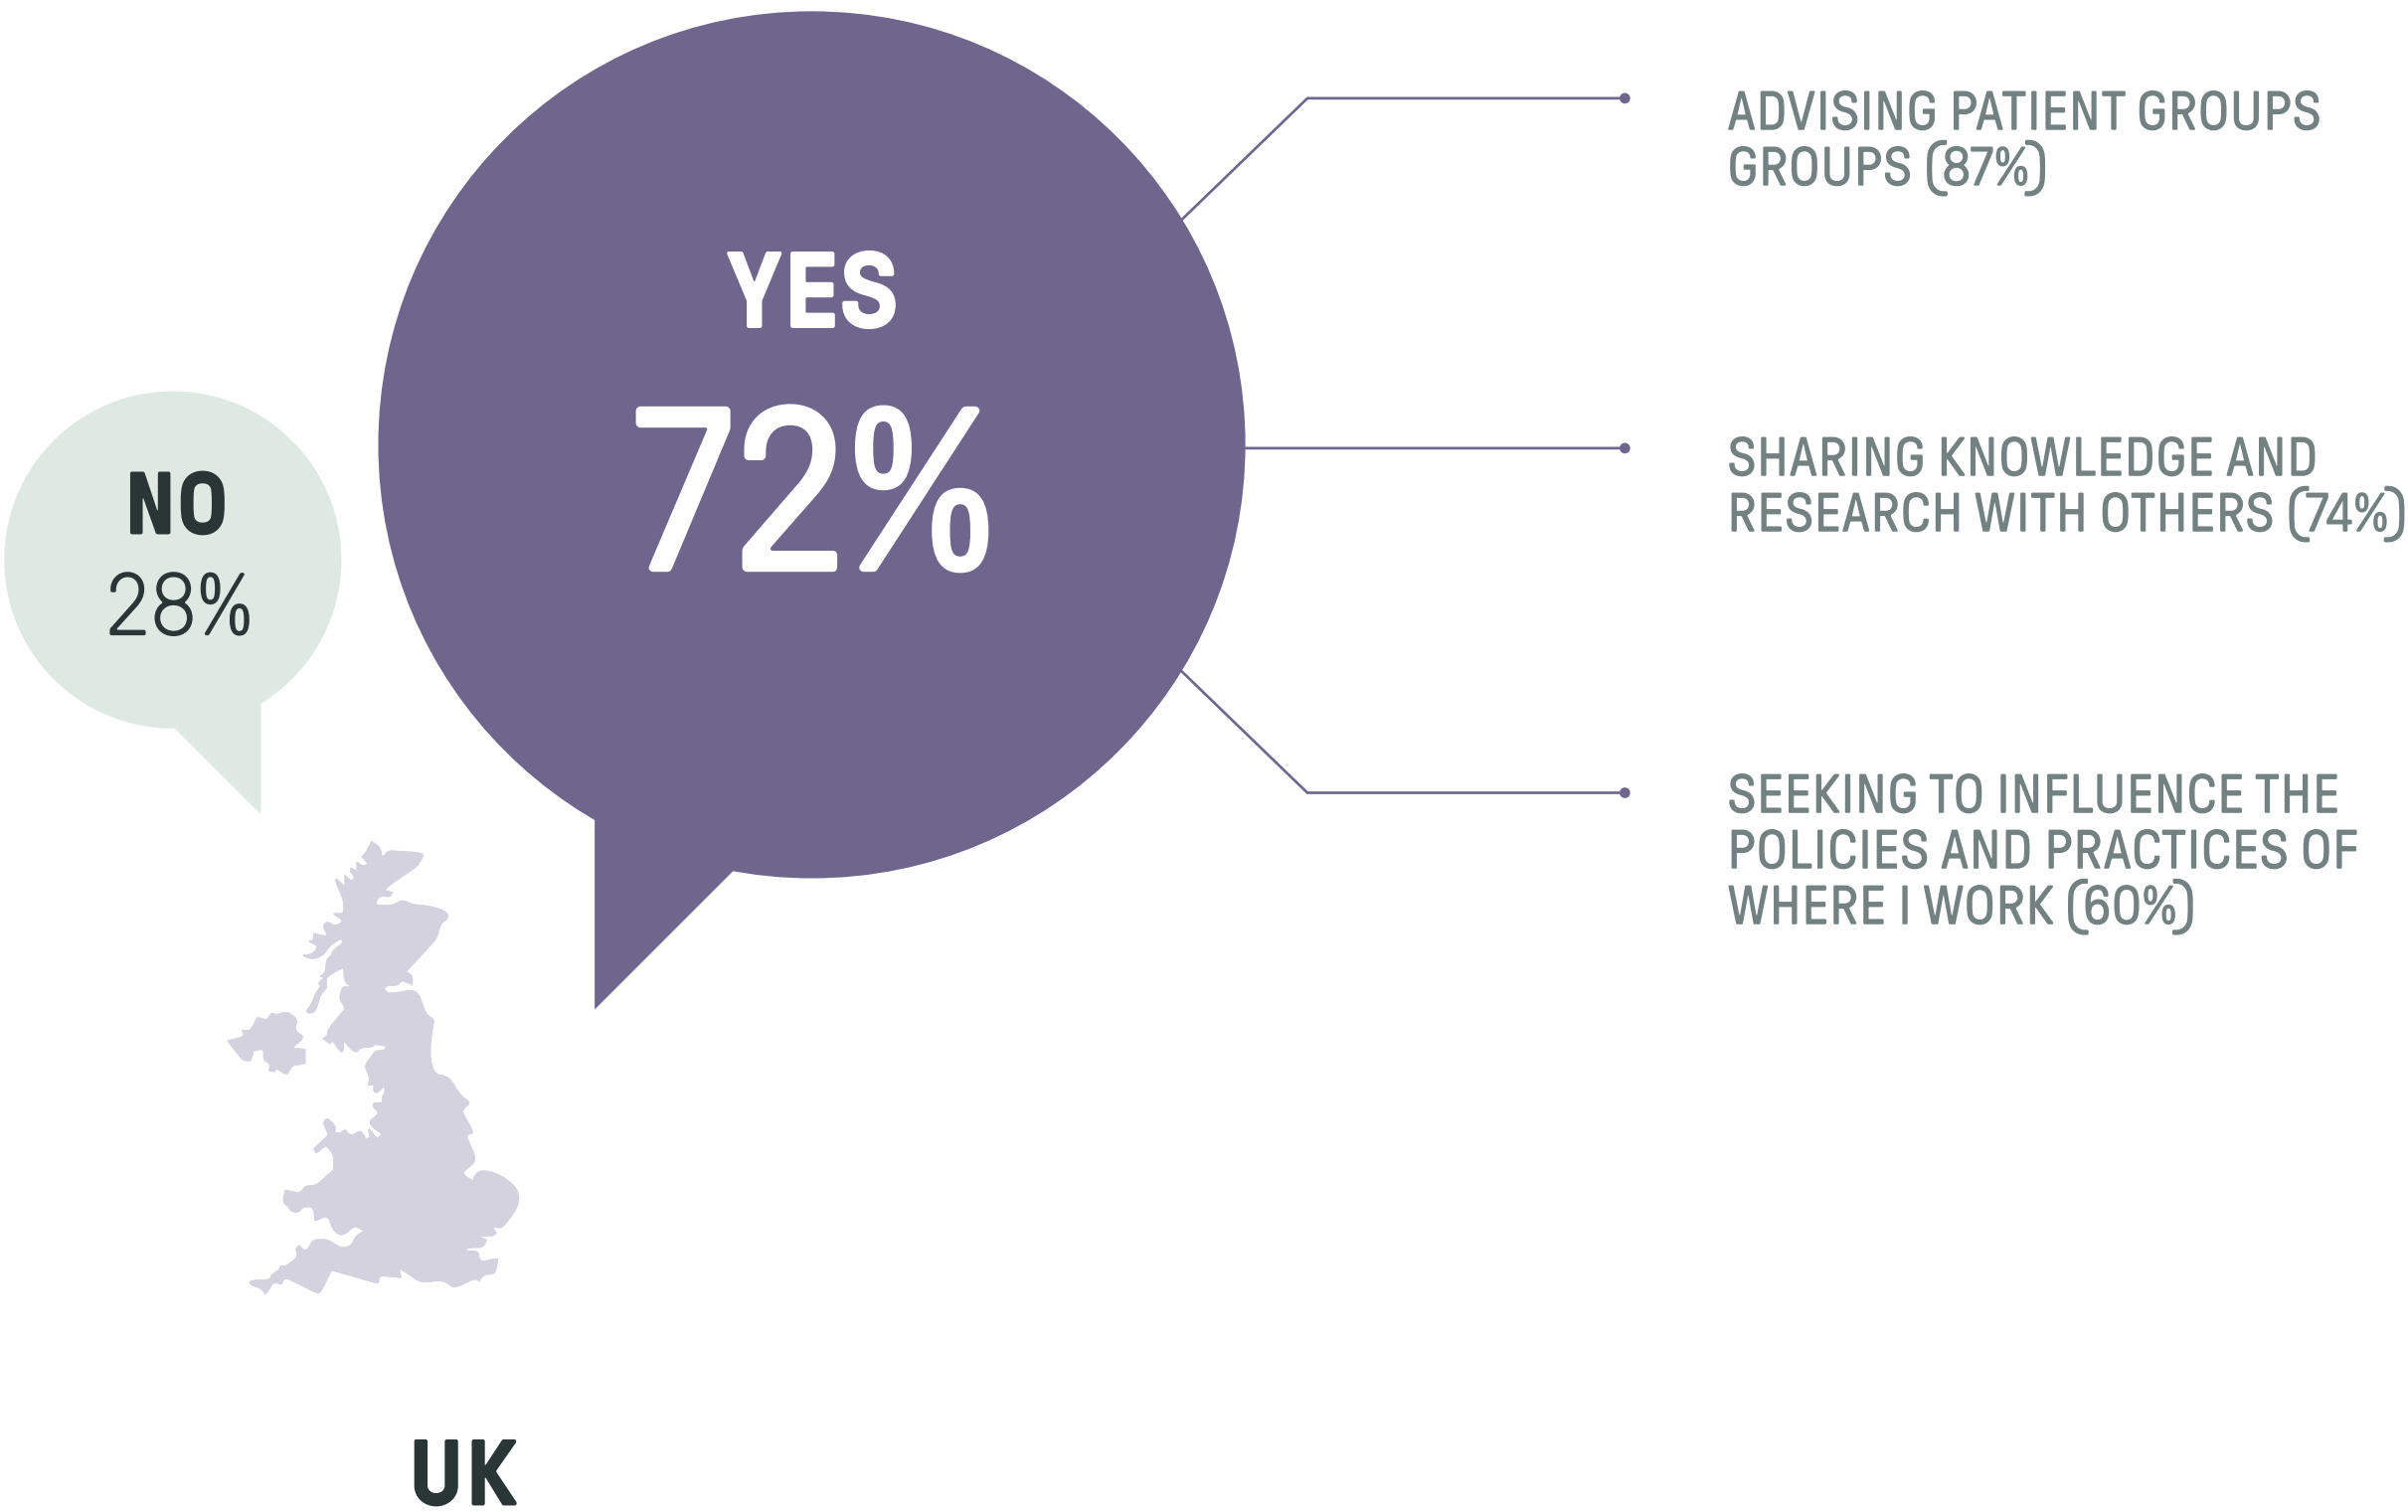 YES
72%
NO
28%
ADVISING PATIENT GROUPS
GROUPS (87%)
SHARING KNOWLEDGE AND
RESEARCH WITH OTHERS (74%)
SEEKING TO INFLUENCE THE
POLICIES AND PRACTICES OF
WHERE I WORK (60%)
UK